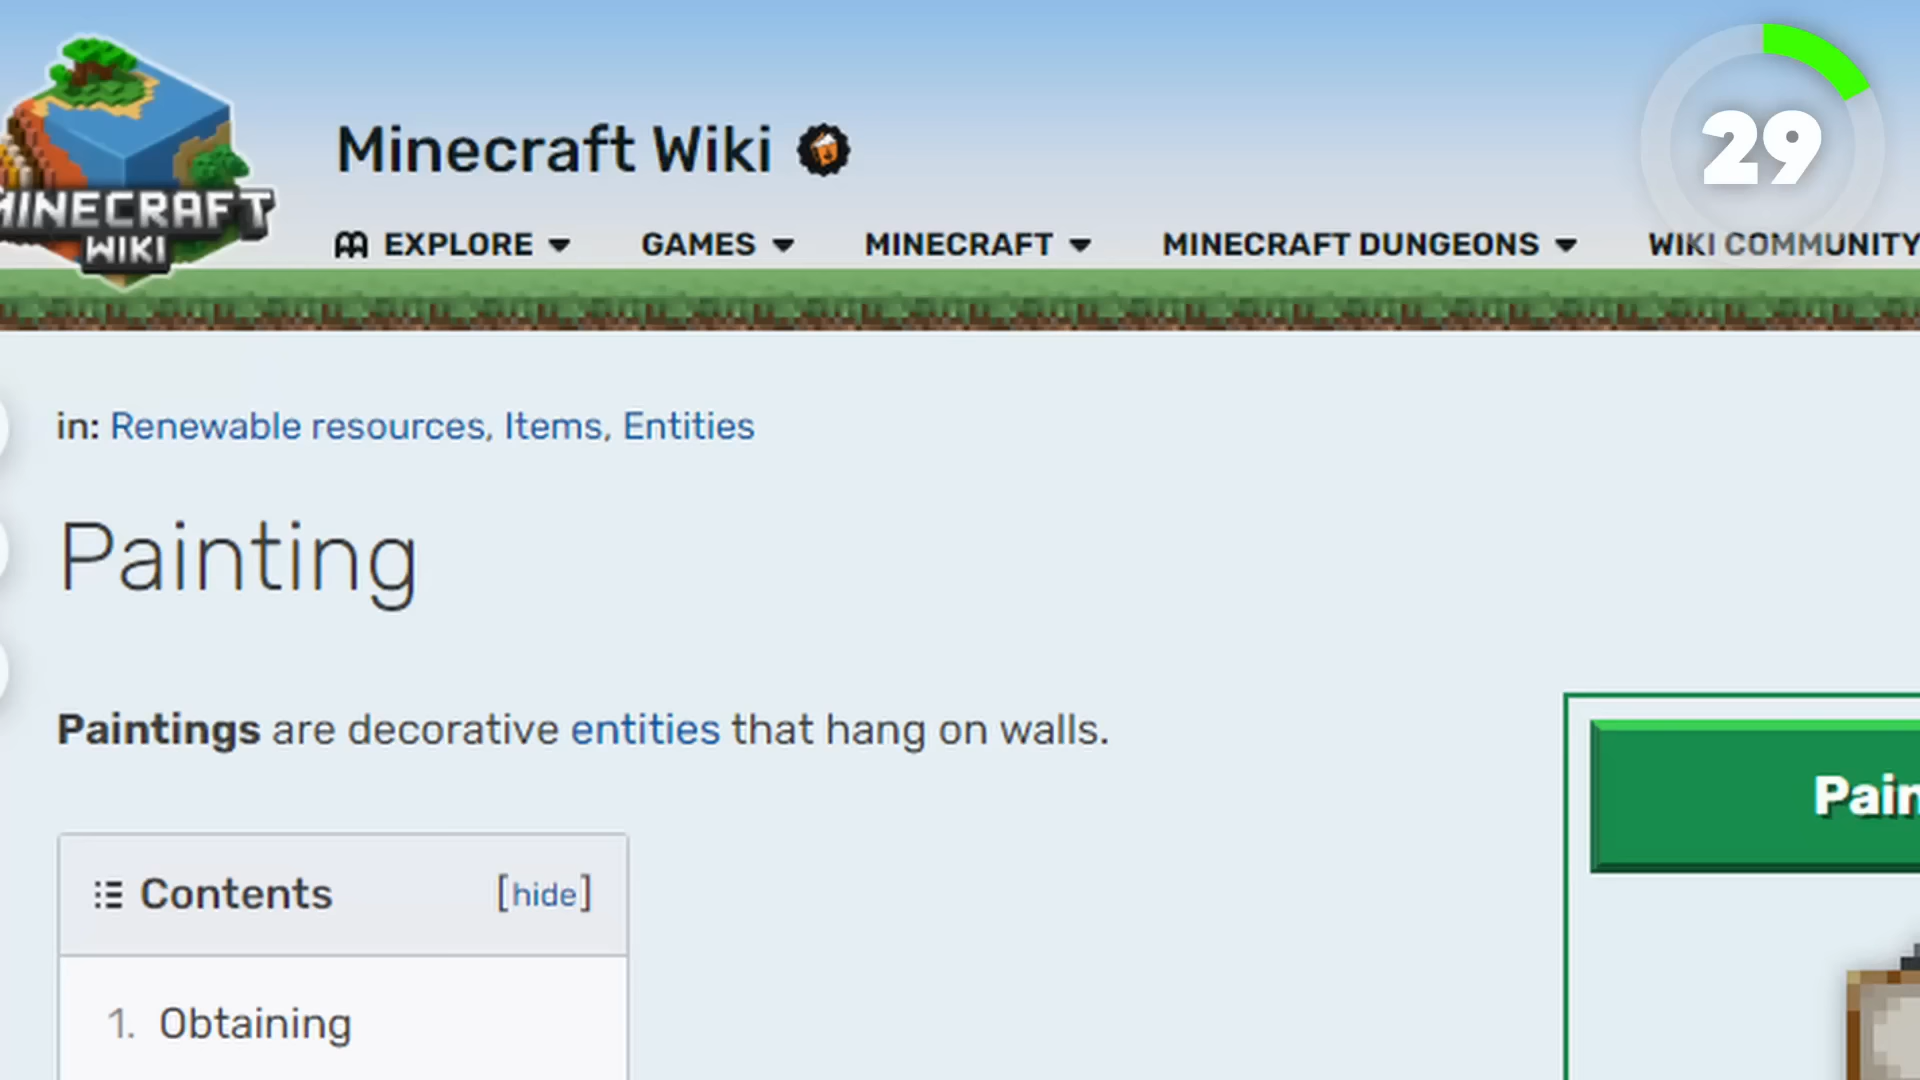 Minecraft Wiki
29
MINECRAFT
WIKI
EXPLORE
GAMES
MINECRAFT
MINECRAFT DUNGEONS
WIKI COMMUNITY
in: Renewable resources, Items, Entities
Painting
Paintings are decorative entities that hang on walls.
Pain
Contents [hide]
1. Obtaining